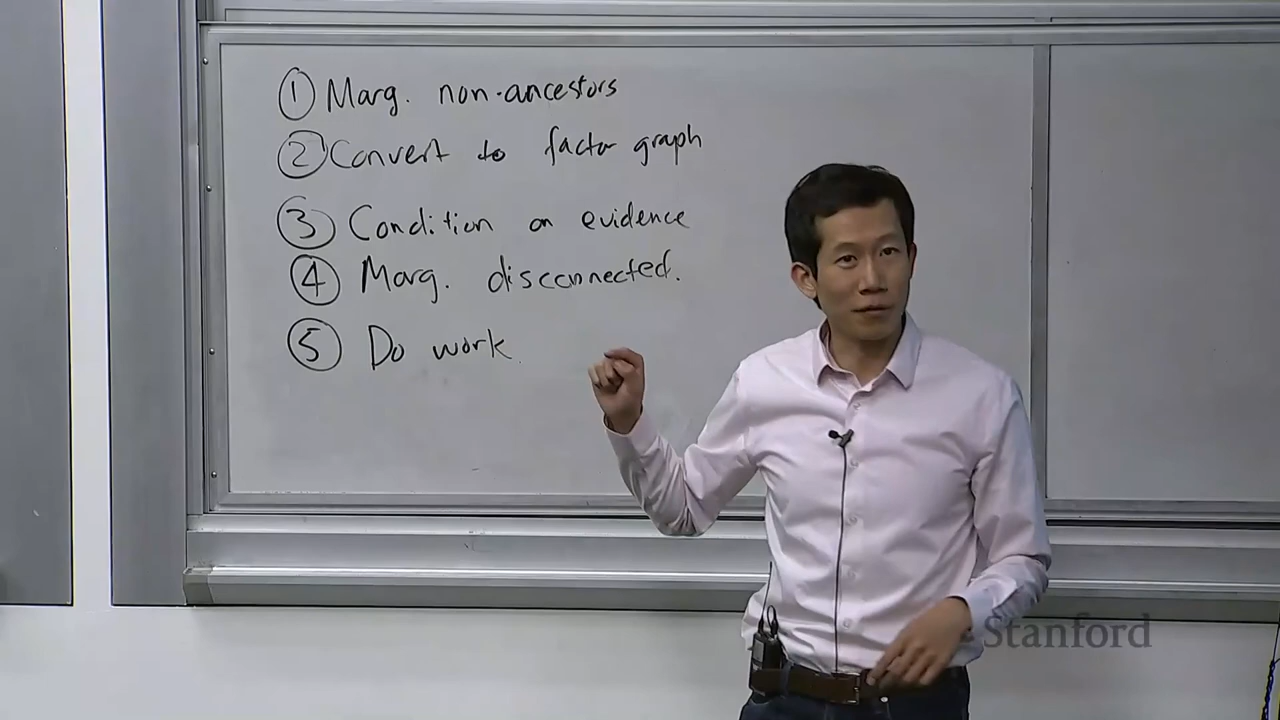 ① Marg. non-ancestors
② Convert to factor graph
③ Condition on evidence
④ Marg. disconnected.
⑤ Do work.
Stanford